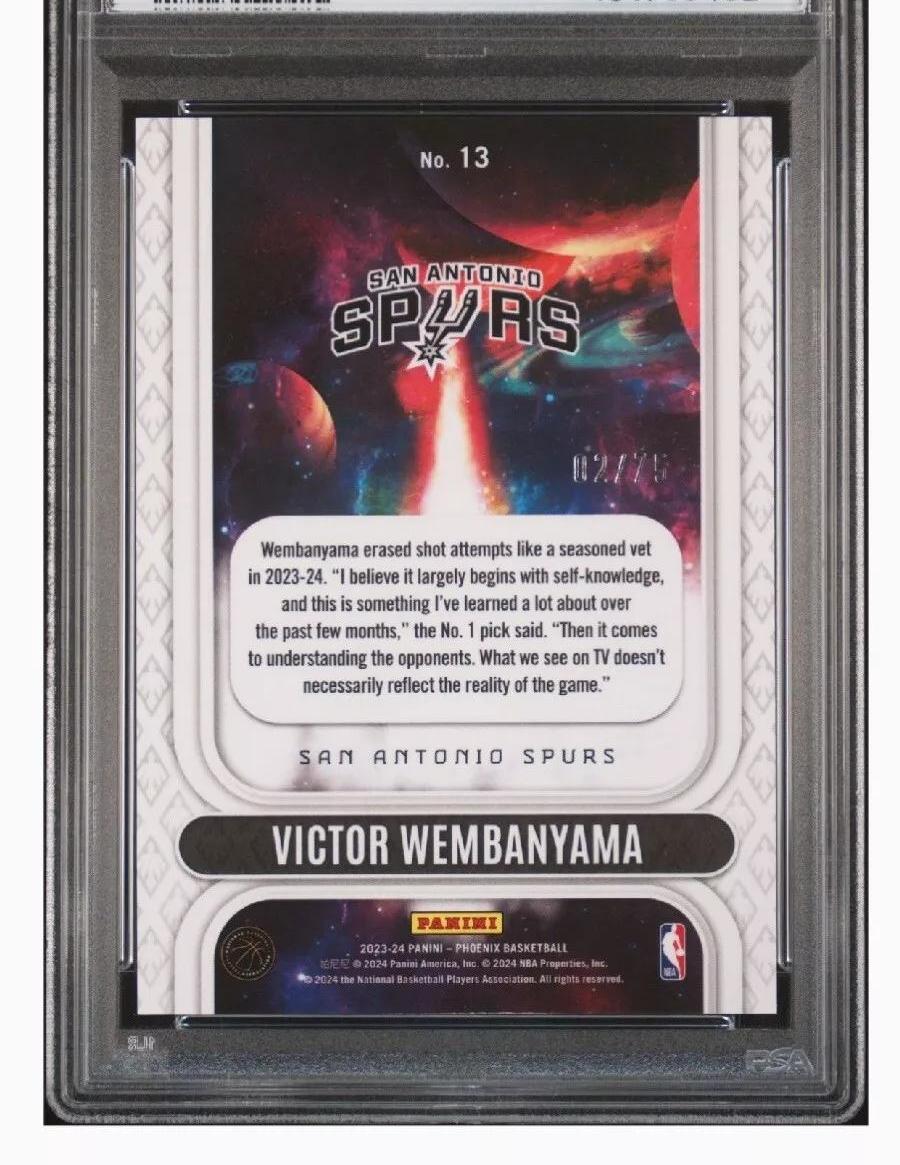 No. 13
SAN ANTONIO
SPURS
02/75
Wembanyama erased shot attempts like a seasoned vet
in 2023-24. “I believe it largely begins with self-knowledge,
and this is something I’ve learned a lot about over
the past few months,” the No. 1 pick said. “Then it comes
to understanding the opponents. What we see on TV doesn’t
necessarily reflect the reality of the game.”
SAN ANTONIO SPURS
VICTOR WEMBANYAMA
PANINI
2023-24 PANINI – PHOENIX BASKETBALL
帕尼尼 © 2024 Panini America, Inc. © 2024 NBA Properties, Inc.
© 2024 the National Basketball Players Association. All rights reserved.
NBA
PSA